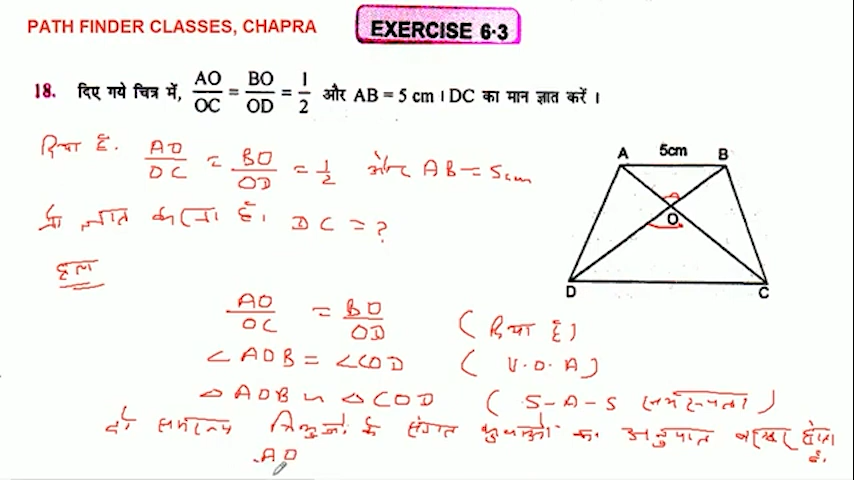 PATH FINDER CLASSES, CHAPRA
EXERCISE 6·3
18. दिए गये चित्र में, AO/OC = BO/OD = 1/2 और AB = 5 cm । DC का मान ज्ञात करें ।
दिया है. AO/OC = BO/OD = 1/2 और AB = 5cm
A 5cm B
O
D C
तो ज्ञात करना है। DC = ?
हल
AO/OC = BO/OD (दिया है)
∠AOB = ∠COD (V.O.A)
△AOB ~ △COD (S-A-S समरूपता)
दो समरूप त्रिभुजों के संगत भुजाओं का अनुपात बराबर होता है.
AO